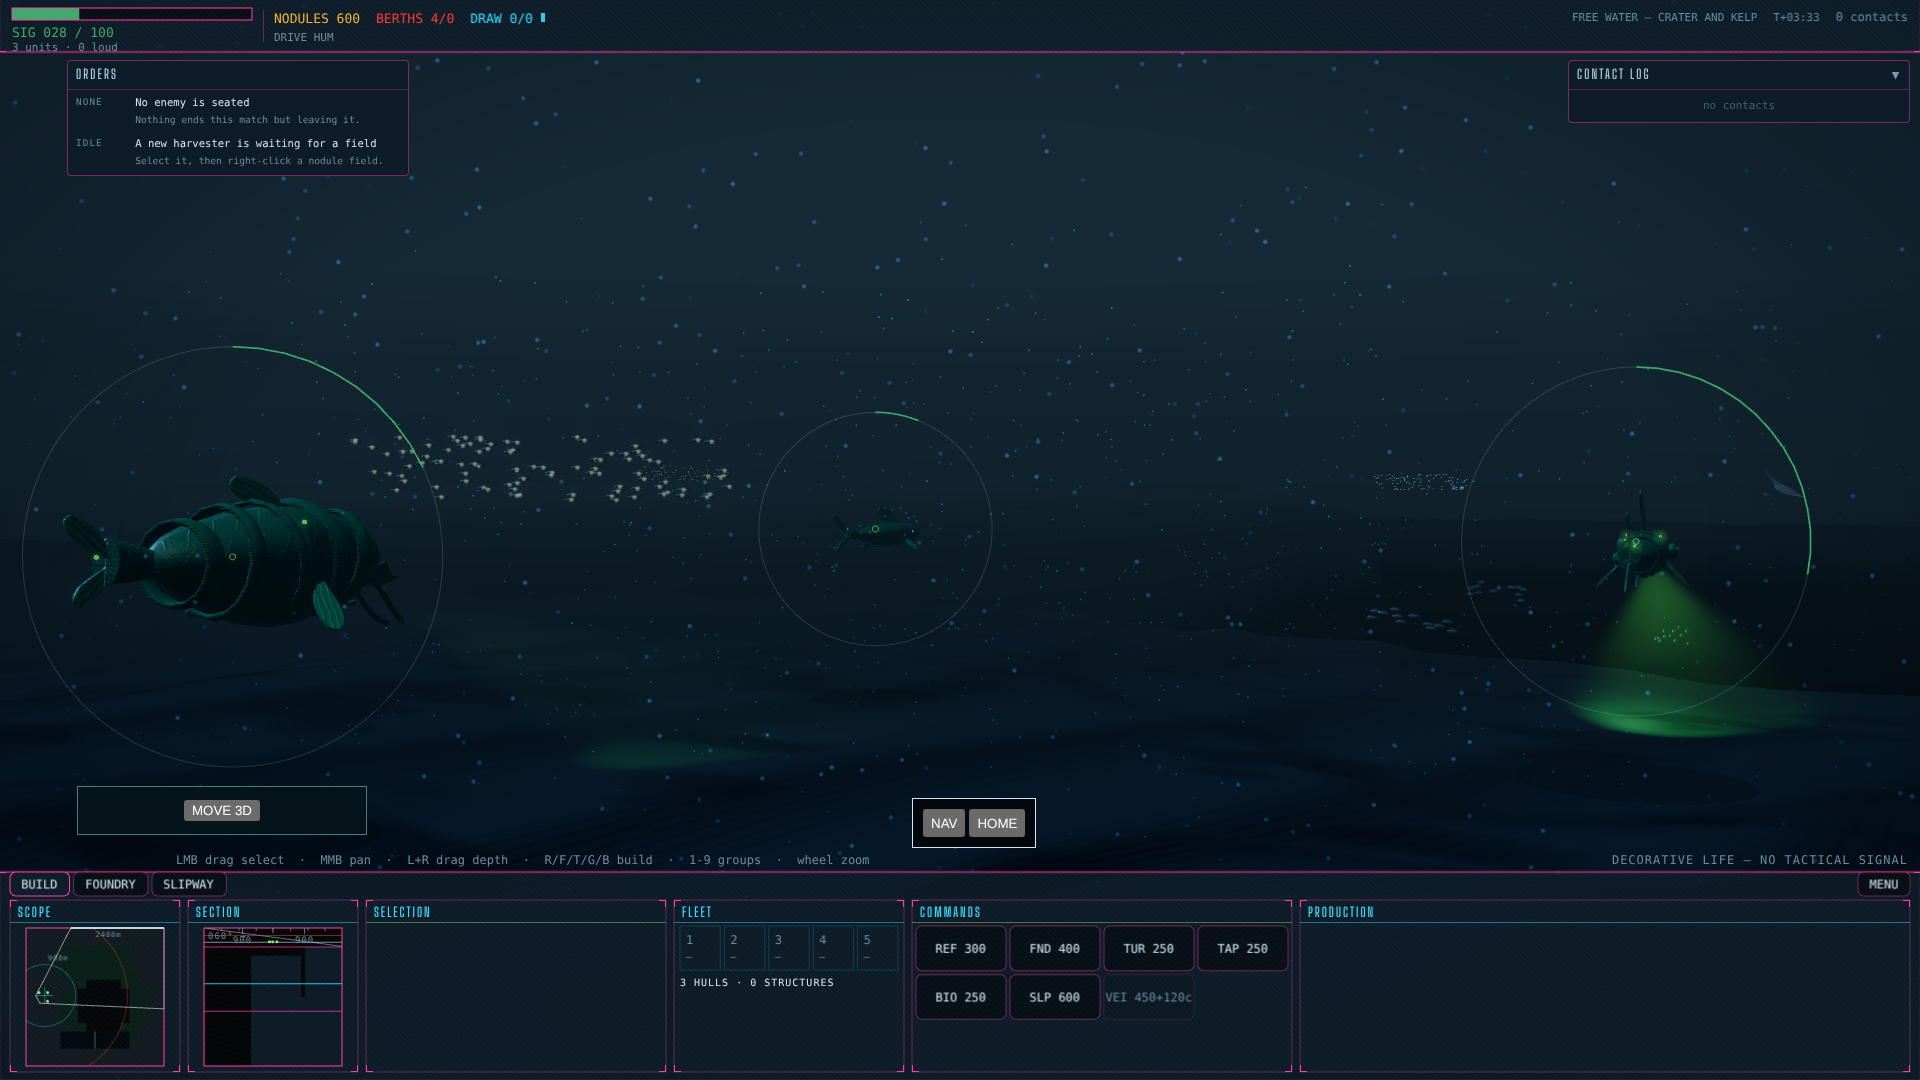 SIG 028 / 100
3 units · 0 loud
NODULES 600 BERTHS 4/0 DRAW 0/0
DRIVE HUM
FREE WATER — CRATER AND KELP T+03:33 0 contacts
ORDERS
NONE No enemy is seated
Nothing ends this match but leaving it.
IDLE A new harvester is waiting for a field
Select it, then right-click a nodule field.
CONTACT LOG ▼
no contacts
MOVE 3D
NAV HOME
LMB drag select · MMB pan · L+R drag depth · R/F/T/G/B build · 1-9 groups · wheel zoom
DECORATIVE LIFE — NO TACTICAL SIGNAL
BUILD FOUNDRY SLIPWAY
MENU
SCOPE
2400m
900m
SECTION
060°
900 900
SELECTION
FLEET
1 2 3 4 5
— — — — —
3 HULLS · 0 STRUCTURES
COMMANDS
REF 300 FND 400 TUR 250 TAP 250
BIO 250 SLP 600 VEI 450+120c
PRODUCTION